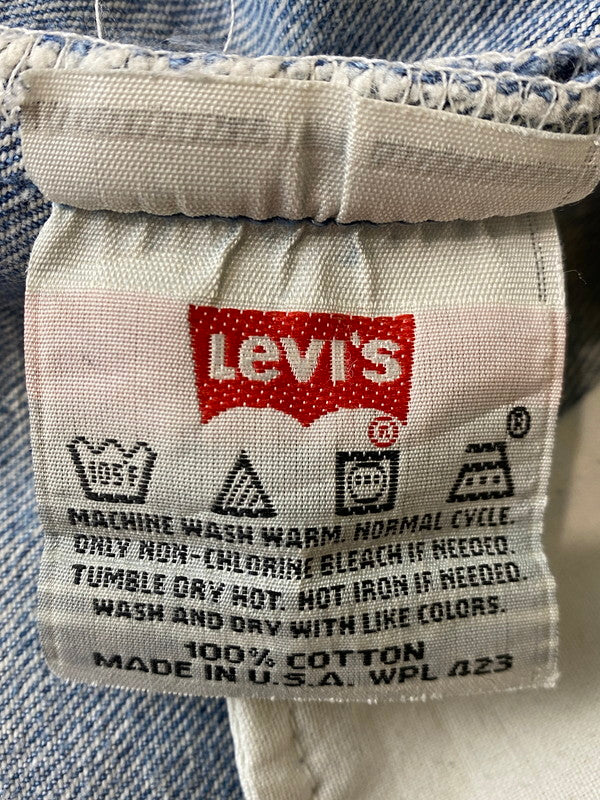 Levi's
®
®
105F
MACHINE WASH WARM. NORMAL CYCLE.
ONLY NON-CHLORINE BLEACH IF NEEDED.
TUMBLE DRY HOT. HOT IRON IF NEEDED.
WASH AND DRY WITH LIKE COLORS.
100% COTTON
MADE IN U.S.A. WPL 423